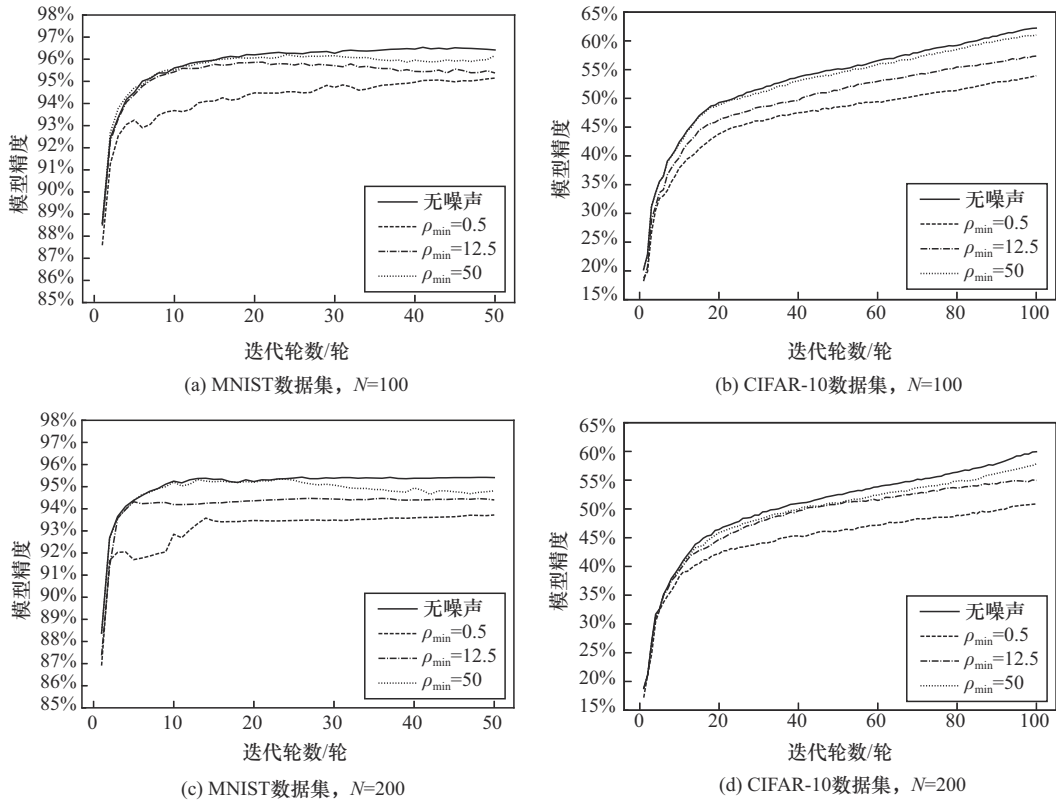 98%
97%
96%
95%
94%
93%
92%
91%
90%
89%
88%
87%
86%
85%
模型精度
0
10
20
30
40
50
迭代轮数/轮
无噪声
ρmin=0.5
ρmin=12.5
ρmin=50
(a) MNIST数据集，N=100
65%
60%
55%
50%
45%
40%
35%
30%
25%
20%
15%
模型精度
0
20
40
60
80
100
迭代轮数/轮
无噪声
ρmin=0.5
ρmin=12.5
ρmin=50
(b) CIFAR-10数据集，N=100
98%
97%
96%
95%
94%
93%
92%
91%
90%
89%
88%
87%
86%
85%
模型精度
0
10
20
30
40
50
迭代轮数/轮
无噪声
ρmin=0.5
ρmin=12.5
ρmin=50
(c) MNIST数据集，N=200
65%
60%
55%
50%
45%
40%
35%
30%
25%
20%
15%
模型精度
0
20
40
60
80
100
迭代轮数/轮
无噪声
ρmin=0.5
ρmin=12.5
ρmin=50
(d) CIFAR-10数据集，N=200